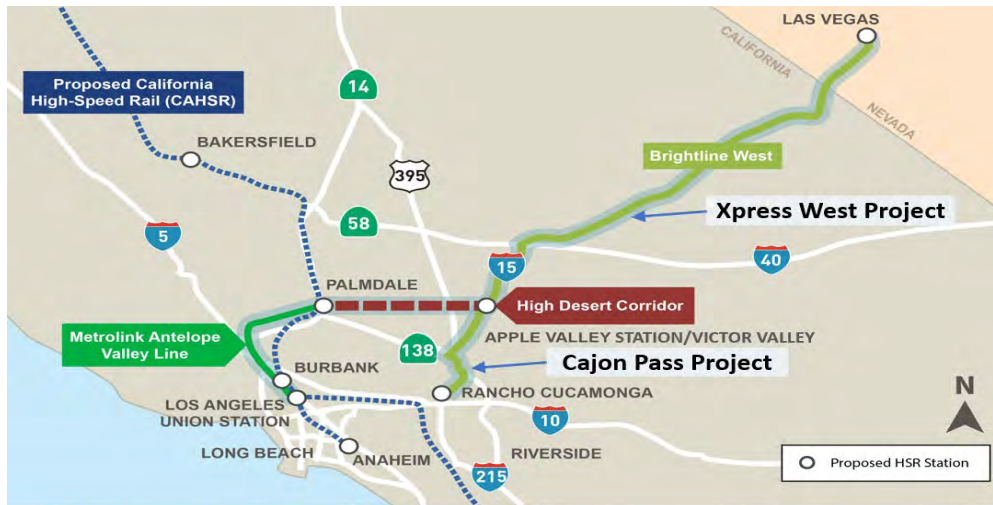 LAS VEGAS
CALIFORNIA
NEVADA
Proposed California
High-Speed Rail (CAHSR)
14
BAKERSFIELD
395
Brightline West
Xpress West Project
58
5
15
40
PALMDALE
High Desert Corridor
Metrolink Antelope
Valley Line
138
APPLE VALLEY STATION/VICTOR VALLEY
Cajon Pass Project
BURBANK
RANCHO CUCAMONGA
LOS ANGELES
UNION STATION
10
N
LONG BEACH
ANAHEIM
RIVERSIDE
215
Proposed HSR Station